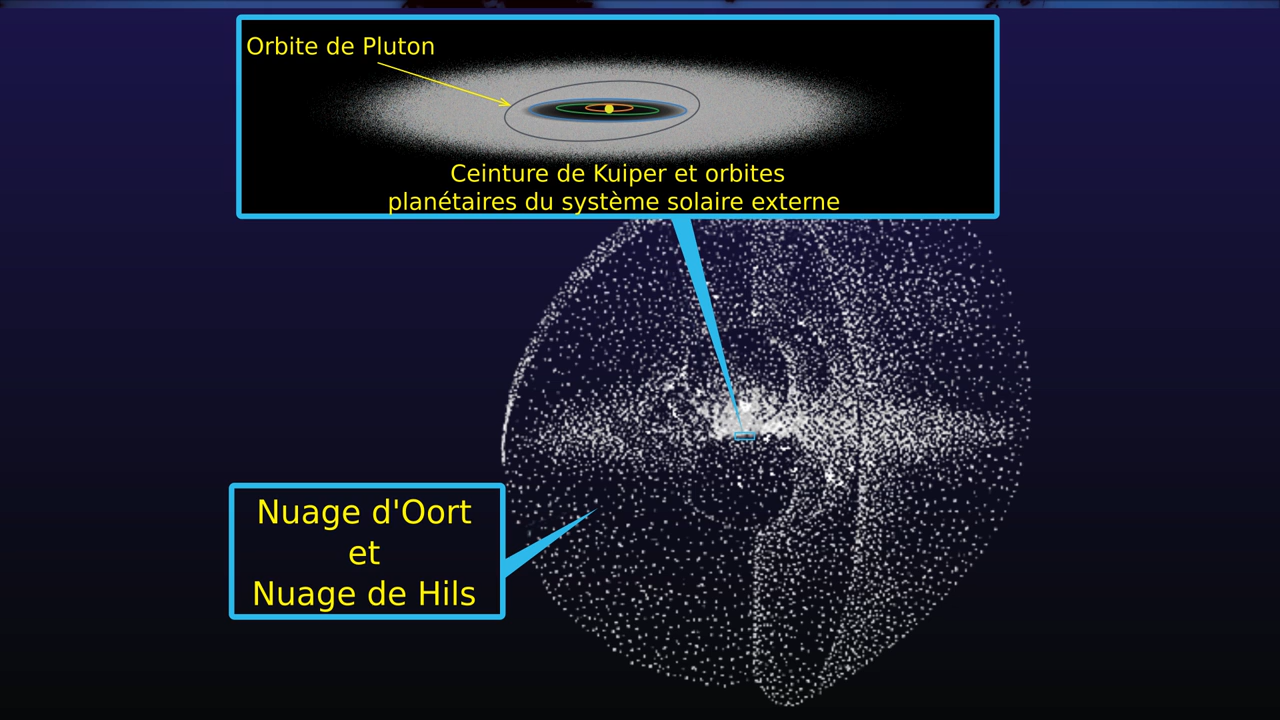 Orbite de Pluton
Ceinture de Kuiper et orbites
planétaires du système solaire externe
Nuage d'Oort
et
Nuage de Hils